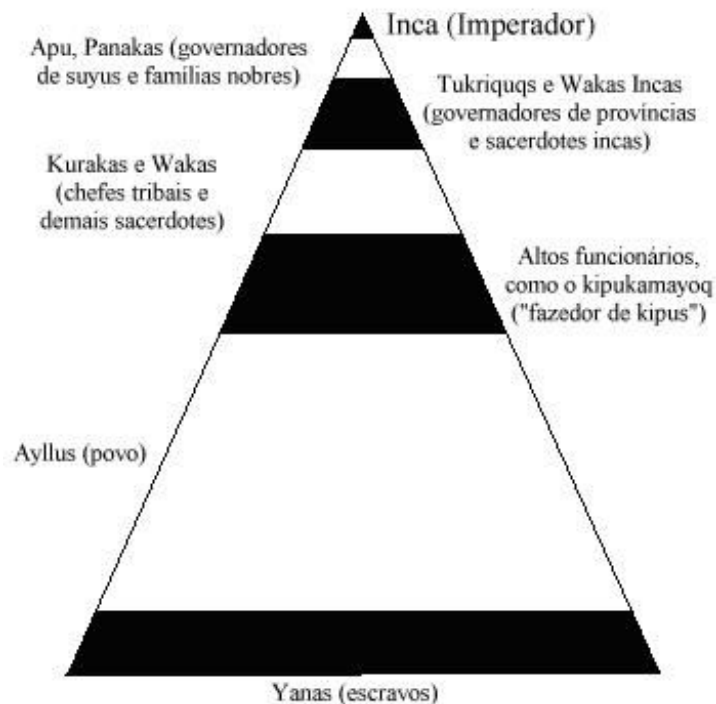 Inca (Imperador)
Apu, Panakas (governadores
de suyus e famílias nobres)
Tukriquqs e Wakas Incas
(governadores de províncias
e sacerdotes incas)
Kurakas e Wakas
(chefes tribais e
demais sacerdotes)
Altos funcionários,
como o kipukamayoq
("fazedor de kipus")
Ayllus (povo)
Yanas (escravos)